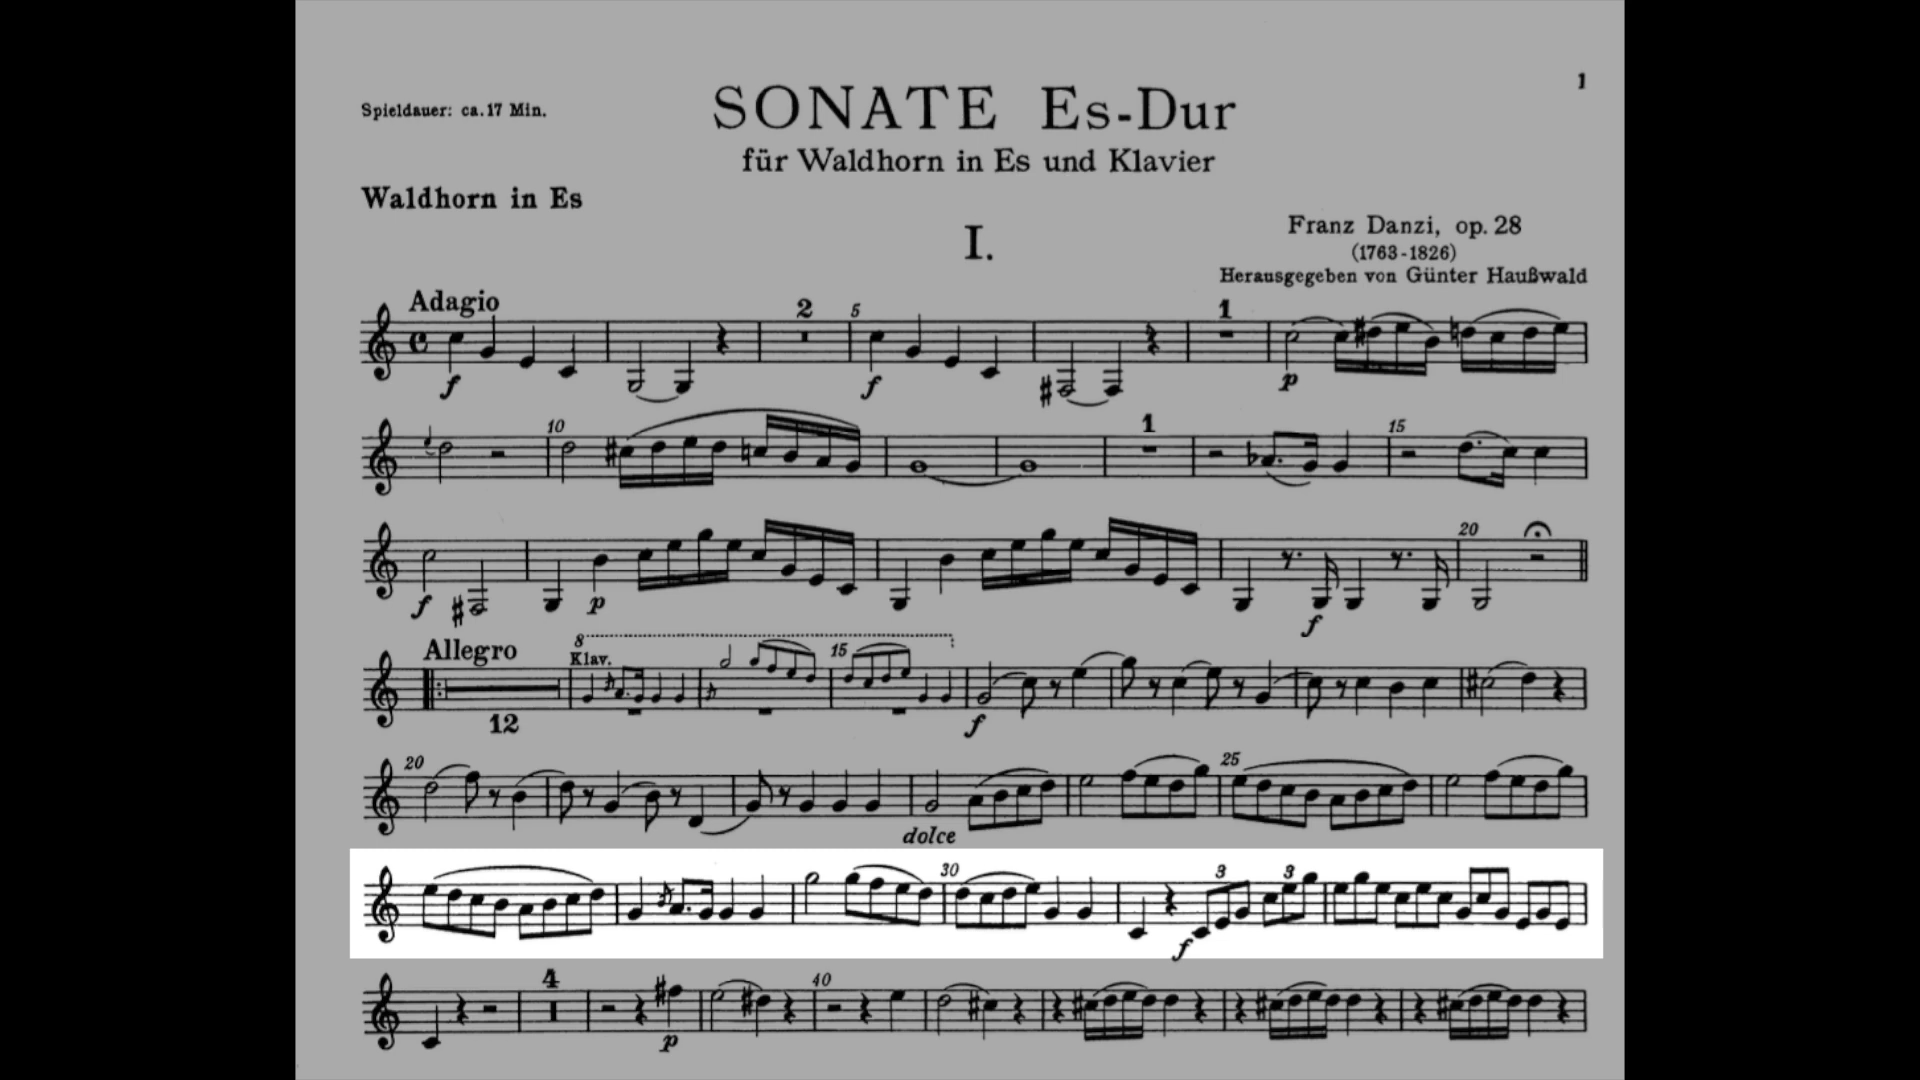 1
Spieldauer: ca. 17 Min.
SONATE Es-Dur
für Waldhorn in Es und Klavier
Waldhorn in Es
I.
Franz Danzi, op. 28
(1763-1826)
Herausgegeben von Günter Haußwald
Adagio
2 5 1
f f p
10 1 15
20
f p f
Allegro
8
Klav. 15
12 f
20 25
dolce
30 3 3
f
4 40
p